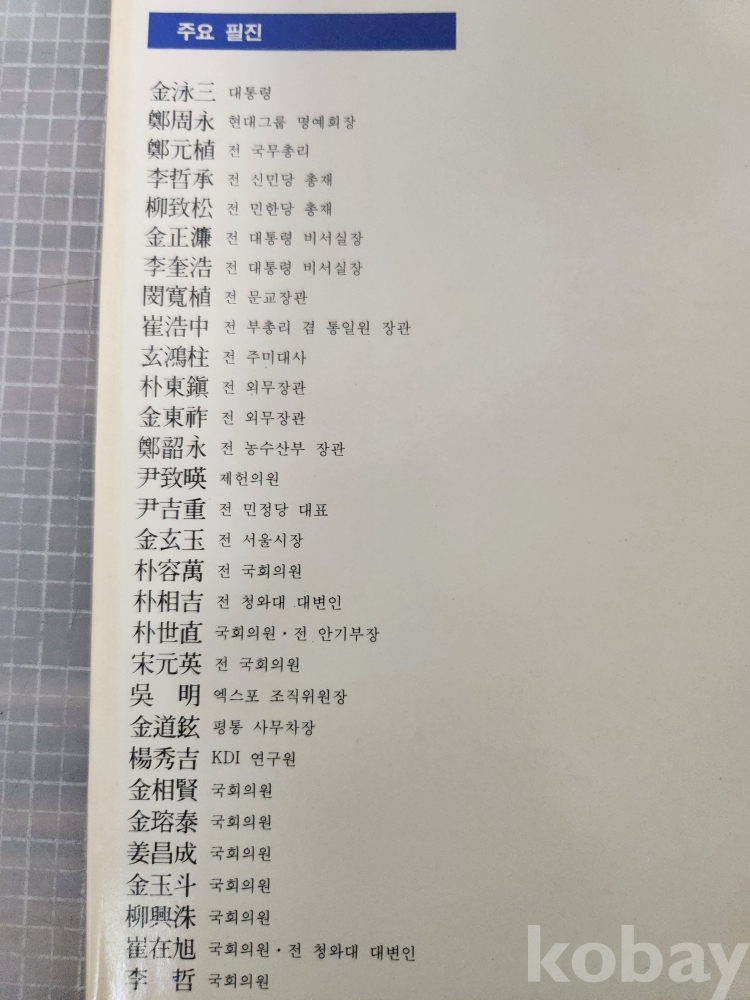 주요 필진
金泳三 대통령
鄭周永 현대그룹 명예회장
鄭元植 전 국무총리
李哲承 전 신민당 총재
柳致松 전 민한당 총재
金正濂 전 대통령 비서실장
李奎浩 전 대통령 비서실장
閔寬植 전 문교장관
崔浩中 전 부총리 겸 통일원 장관
玄鴻柱 전 주미대사
朴東鎭 전 외무장관
金東祚 전 외무장관
鄭韶永 전 농수산부 장관
尹致暎 제헌의원
尹吉重 전 민정당 대표
金玄玉 전 서울시장
朴容萬 전 국회의원
朴相吉 전 청와대 대변인
朴世直 국회의원·전 안기부장
宋元英 전 국회의원
吳 明 엑스포 조직위원장
金道鉉 평통 사무차장
楊秀吉 KDI 연구원
金相賢 국회의원
金瑢泰 국회의원
姜昌成 국회의원
金玉斗 국회의원
柳興洙 국회의원
崔在旭 국회의원·전 청와대 대변인
李 哲 국회의원
kobay